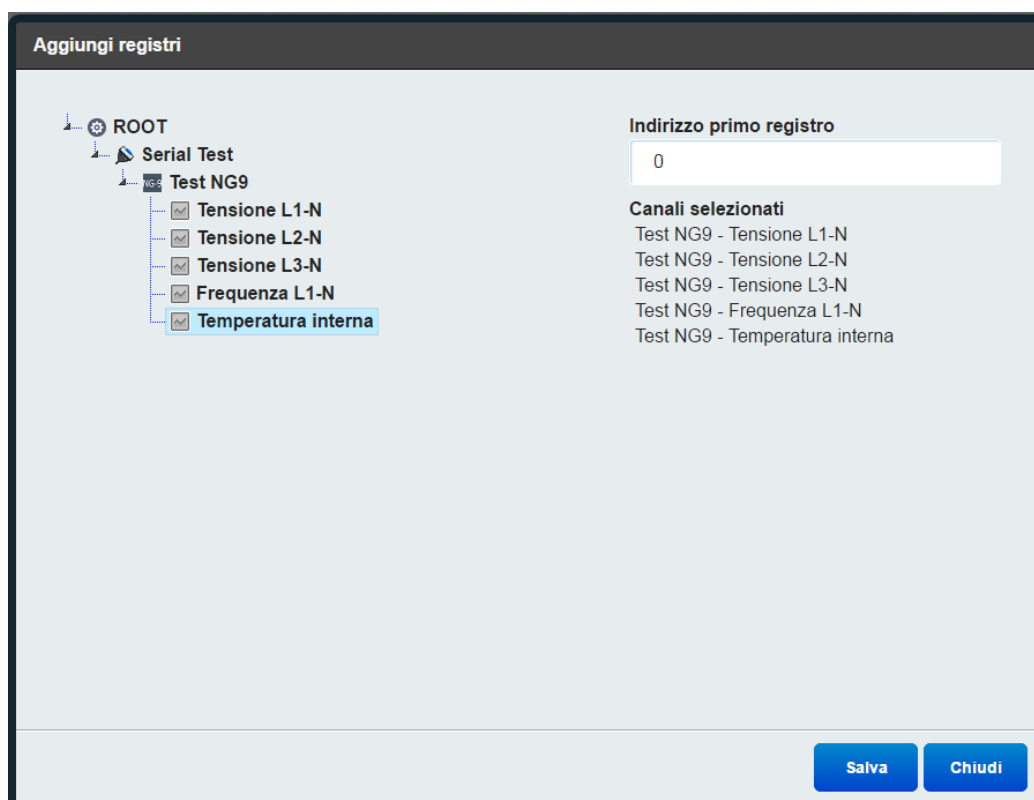 Aggiungi registri
ROOT
Serial Test
NG-9 Test NG9
Tensione L1-N
Tensione L2-N
Tensione L3-N
Frequenza L1-N
Temperatura interna
Indirizzo primo registro
0
Canali selezionati
Test NG9 - Tensione L1-N
Test NG9 - Tensione L2-N
Test NG9 - Tensione L3-N
Test NG9 - Frequenza L1-N
Test NG9 - Temperatura interna
Salva
Chiudi